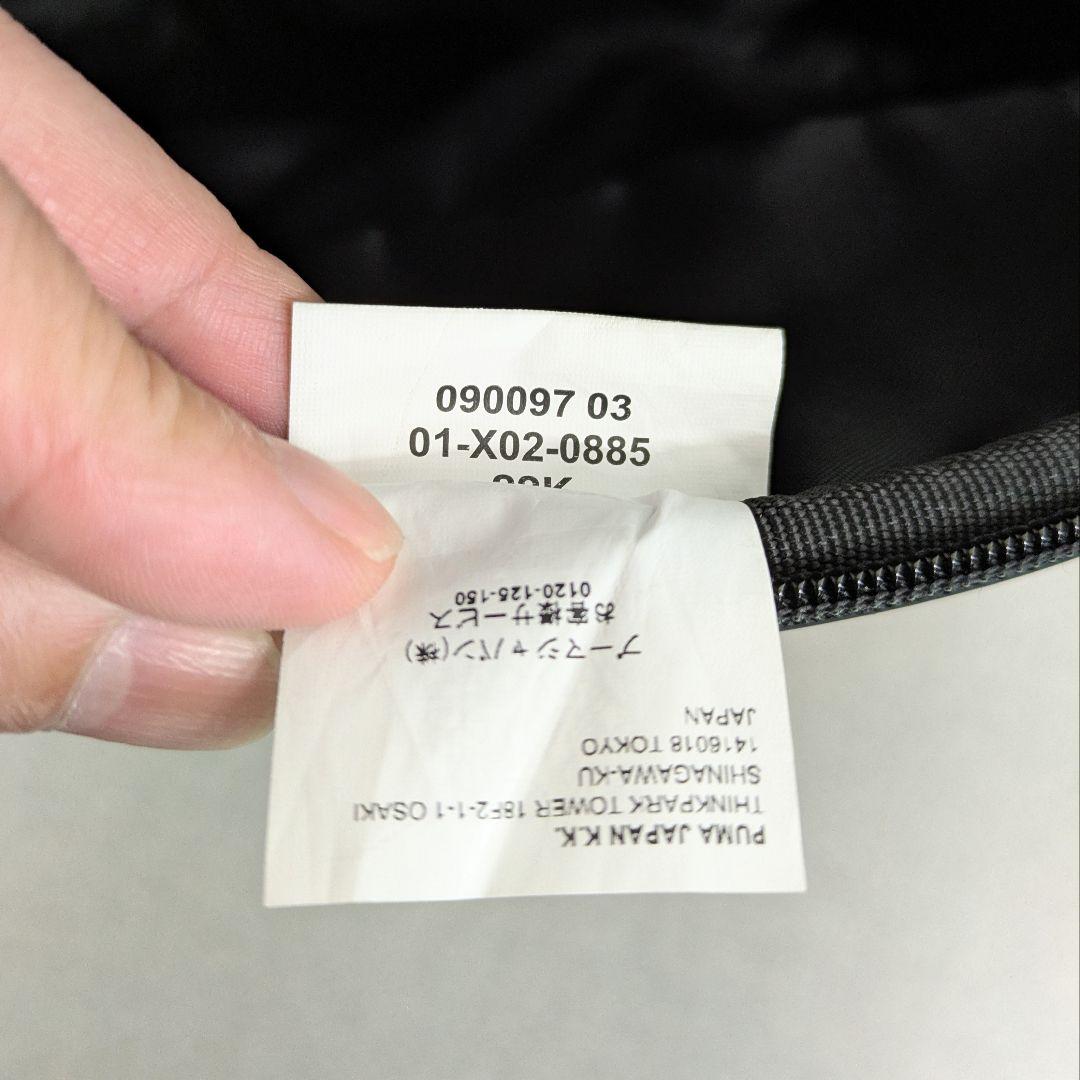 090097 03
01-X02-0885
PUMA JAPAN K.K.
THINKPARK TOWER 18F2-1-1 OSAKI
SHINAGAWA-KU
1416018 TOKYO
JAPAN
プーマジャパン(株)
お客様サービス
0120-125-150